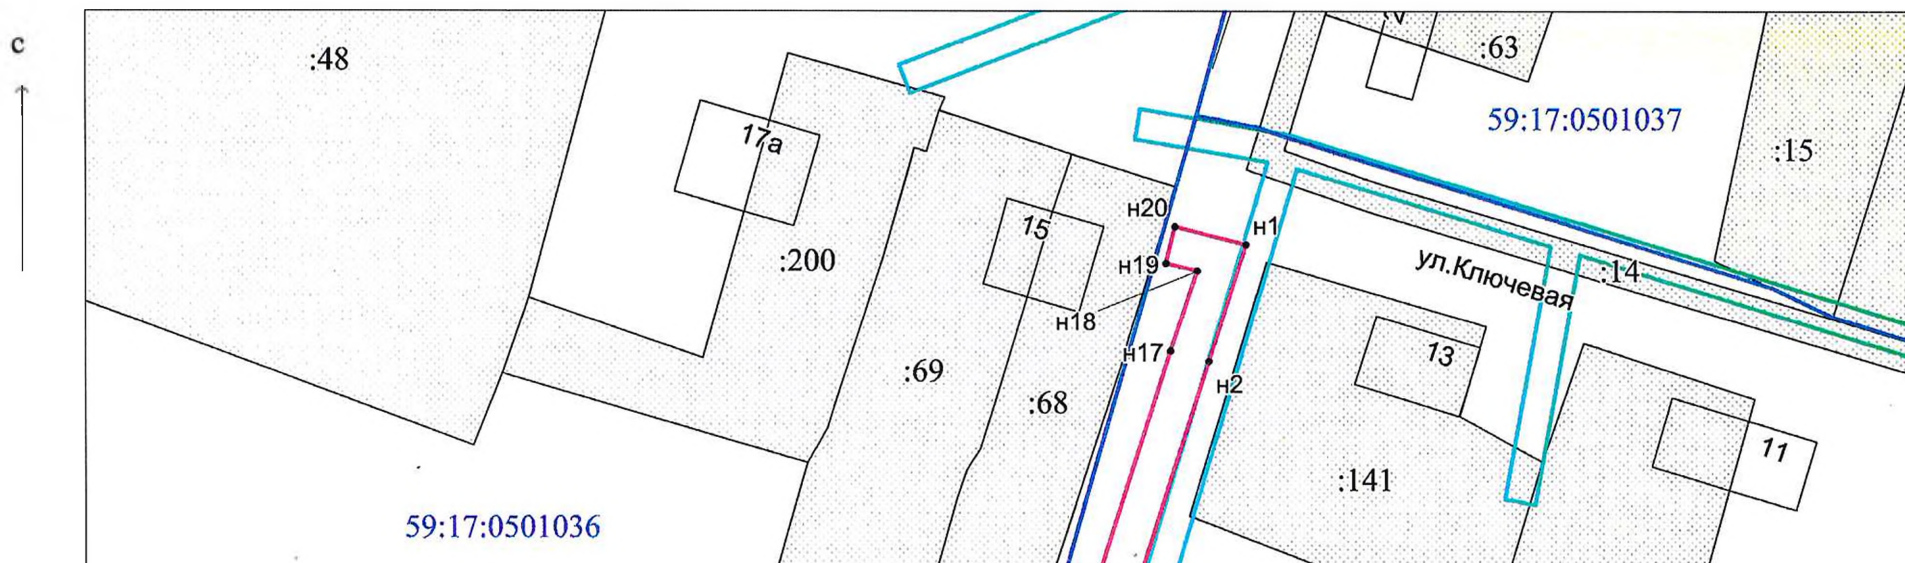 с
:48
:63
59:17:0501037
17а
:15
н20
15
н1
:200
н19
ул.Ключевая
:14
н18
н17
13
:69
н2
:68
11
:141
59:17:0501036